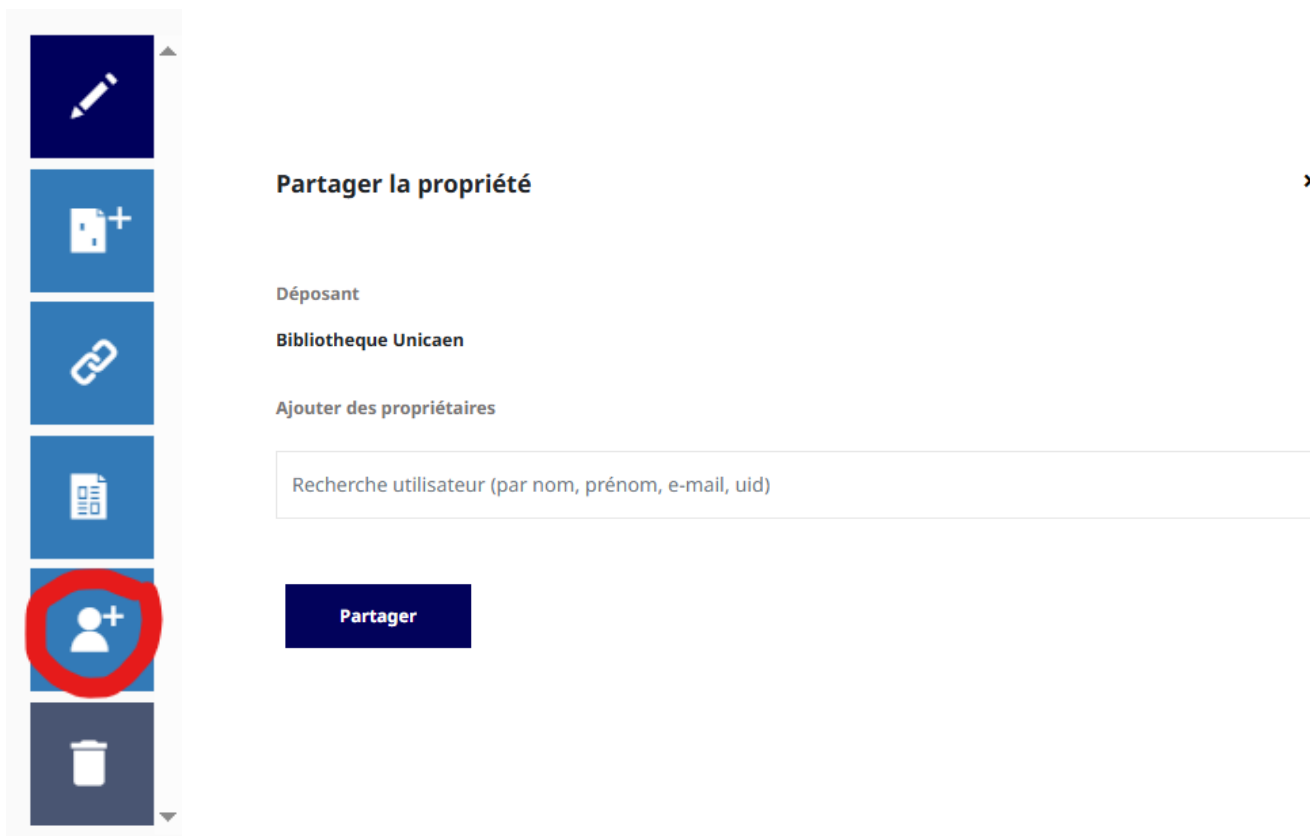 Partager la propriété
Déposant
Bibliotheque Unicaen
Ajouter des propriétaires
Recherche utilisateur (par nom, prénom, e-mail, uid)
Partager